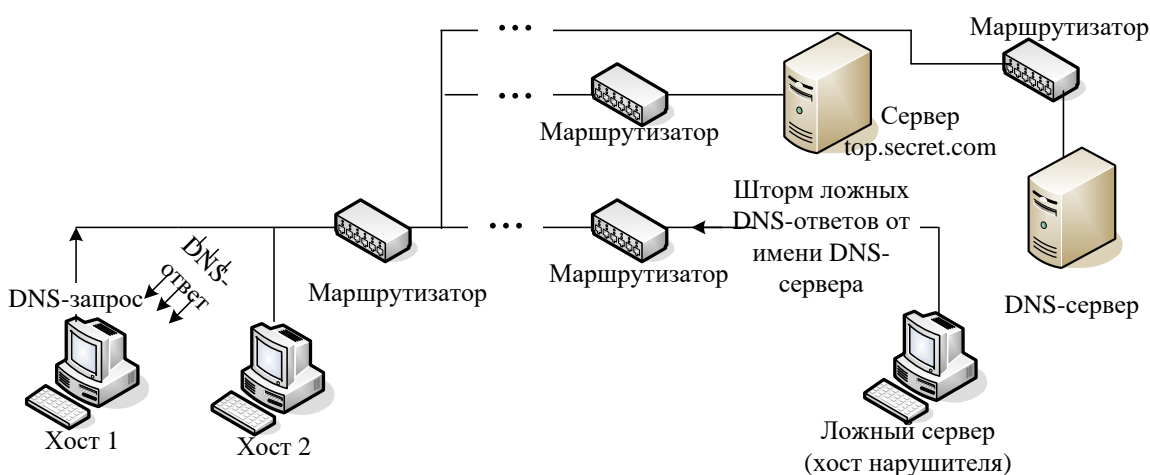 Маршрутизатор
Маршрутизатор
Сервер
top.secret.com
Шторм ложных
DNS-ответов от
имени DNS-
сервера
Маршрутизатор
DNS-
ответ
DNS-запрос
Маршрутизатор
DNS-сервер
Хост 1
Хост 2
Ложный сервер
(хост нарушителя)